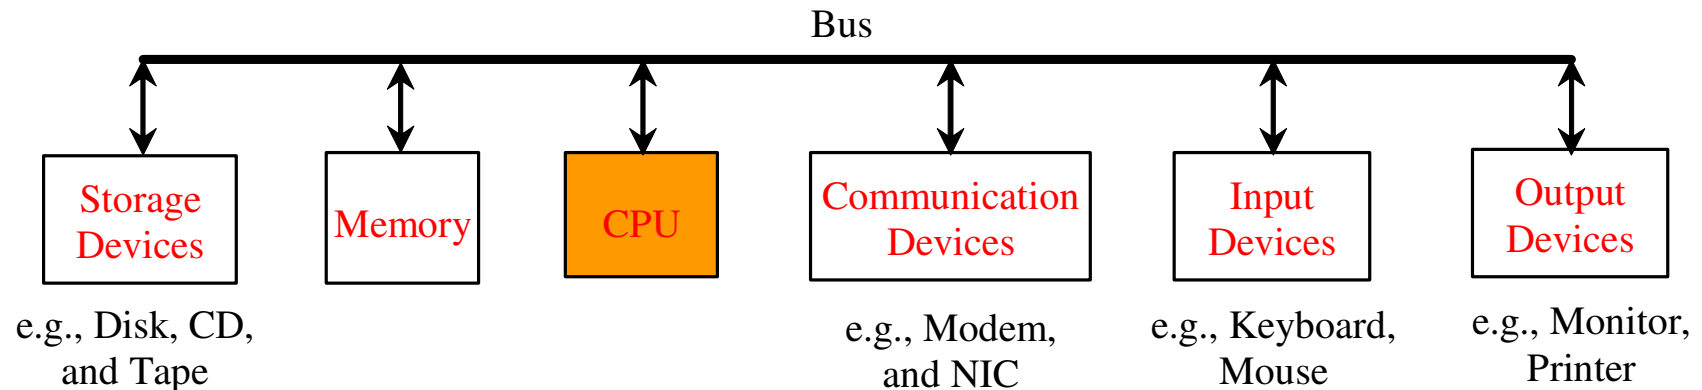 Bus
Storage
Devices
Memory
CPU
Communication
Devices
Input
Devices
Output
Devices
e.g., Disk, CD,
and Tape
e.g., Modem,
and NIC
e.g., Keyboard,
Mouse
e.g., Monitor,
Printer